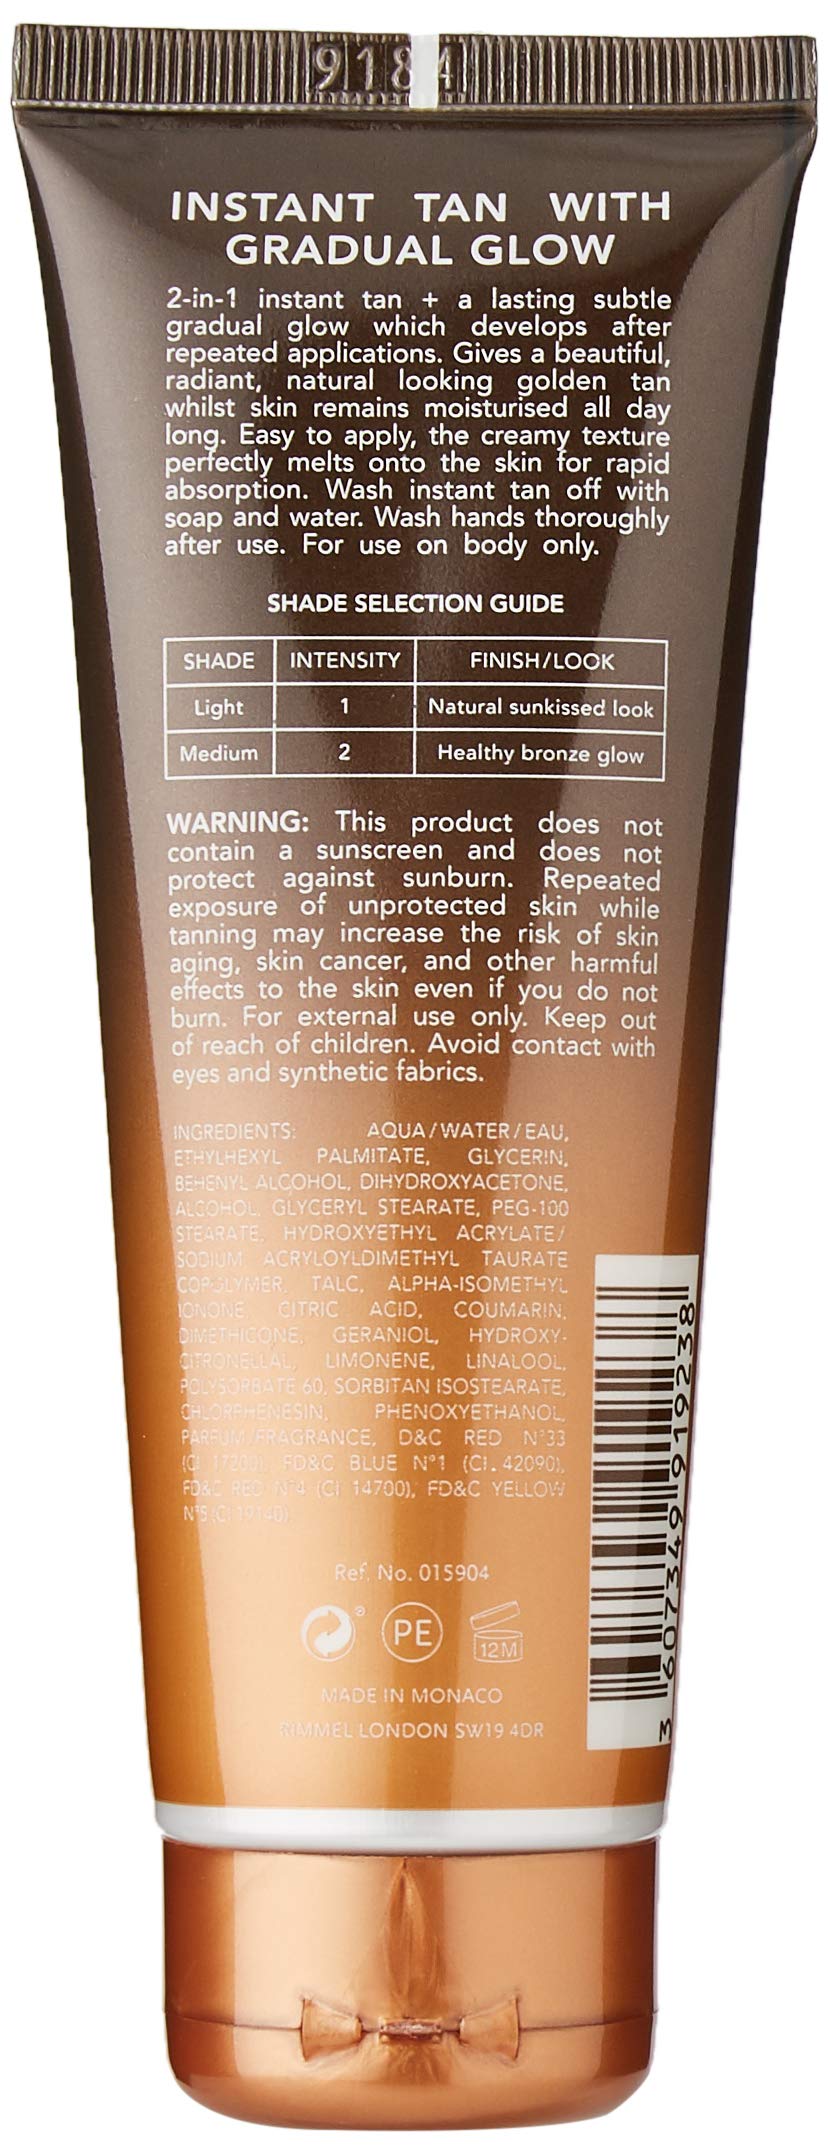 9184
INSTANT TAN WITH
GRADUAL GLOW
2-in-1 instant tan + a lasting subtle
gradual glow which develops after
repeated applications. Gives a beautiful,
radiant, natural looking golden tan
whilst skin remains moisturised all day
long. Easy to apply, the creamy texture
perfectly melts onto the skin for rapid
absorption. Wash instant tan off with
soap and water. Wash hands thoroughly
after use. For use on body only.
SHADE SELECTION GUIDE
SHADE INTENSITY FINISH/LOOK
Light 1 Natural sunkissed look
Medium 2 Healthy bronze glow
WARNING: This product does not
contain a sunscreen and does not
protect against sunburn. Repeated
exposure of unprotected skin while
tanning may increase the risk of skin
aging, skin cancer, and other harmful
effects to the skin even if you do not
burn. For external use only. Keep out
of reach of children. Avoid contact with
eyes and synthetic fabrics.
INGREDIENTS: AQUA/WATER/EAU,
ETHYLHEXYL PALMITATE, GLYCERIN,
BEHENYL ALCOHOL, DIHYDROXYACETONE,
ALCOHOL, GLYCERYL STEARATE, PEG-100
STEARATE, HYDROXYETHYL ACRYLATE/
SODIUM ACRYLOYLDIMETHYL TAURATE
COPOLYMER, TALC, ALPHA-ISOMETHYL
IONONE, CITRIC ACID, COUMARIN,
DIMETHICONE, GERANIOL, HYDROXY-
CITRONELLAL, LIMONENE, LINALOOL,
POLYSORBATE 60, SORBITAN ISOSTEARATE,
CHLORPHENESIN, PHENOXYETHANOL,
PARFUM/FRAGRANCE, D&C RED N°33
(CI 17200), FD&C BLUE N°1 (CI. 42090),
FD&C RED N°4 (CI 14700), FD&C YELLOW
N°5 (CI 19140).
Ref. No. 015904
PE
12M
MADE IN MONACO
RIMMEL LONDON SW19 4DR
3 607349 919238